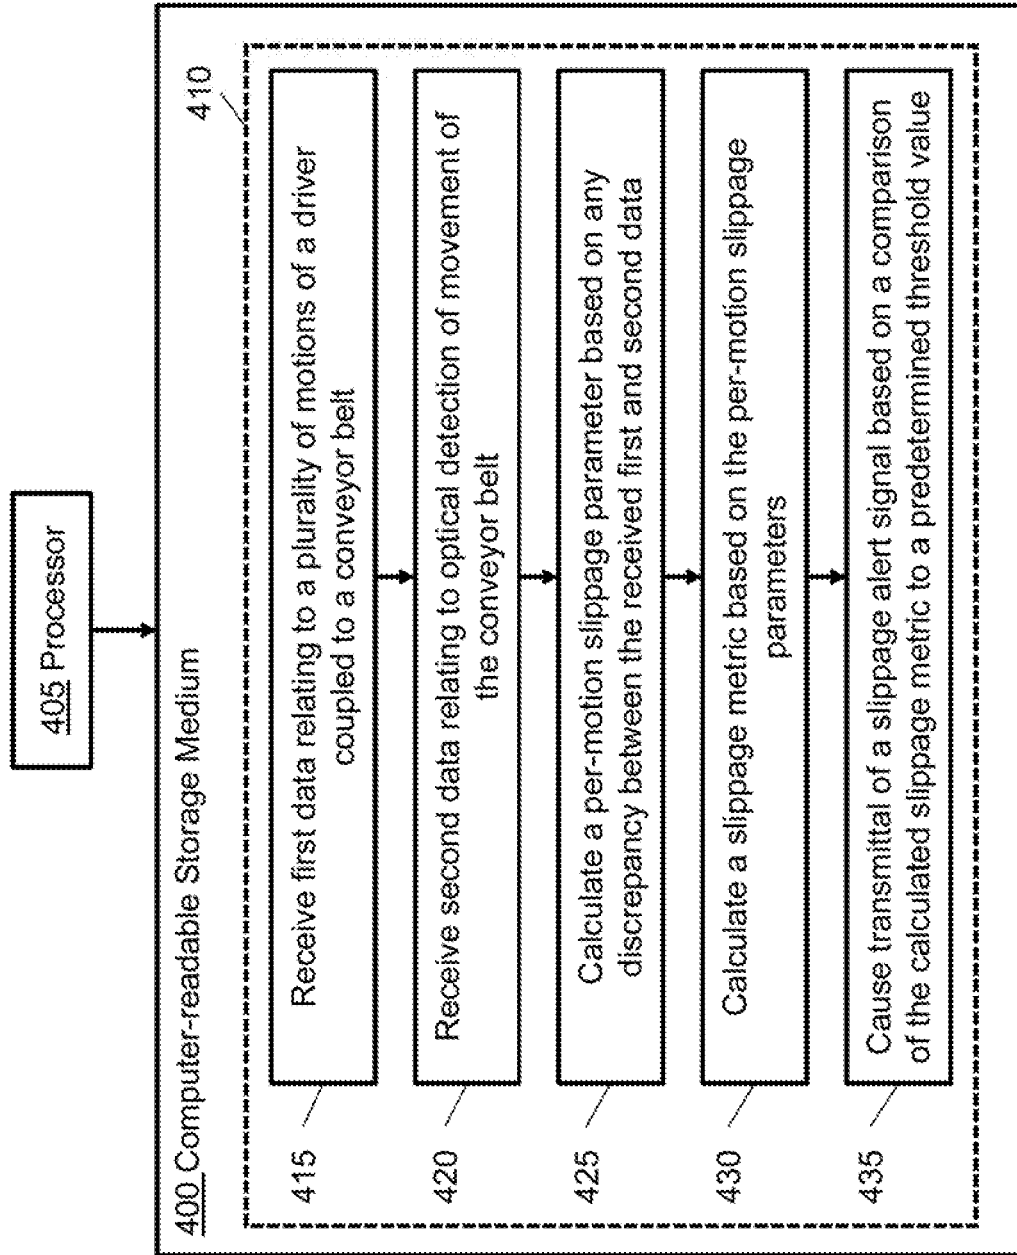 405 Processor
400 Computer-readable Storage Medium
410
415
Receive first data relating to a plurality of motions of a driver
coupled to a conveyor belt
420
Receive second data relating to optical detection of movement of
the conveyor belt
425
Calculate a per-motion slippage parameter based on any
discrepancy between the received first and second data
430
Calculate a slippage metric based on the per-motion slippage
parameters
435
Cause transmittal of a slippage alert signal based on a comparison
of the calculated slippage metric to a predetermined threshold value